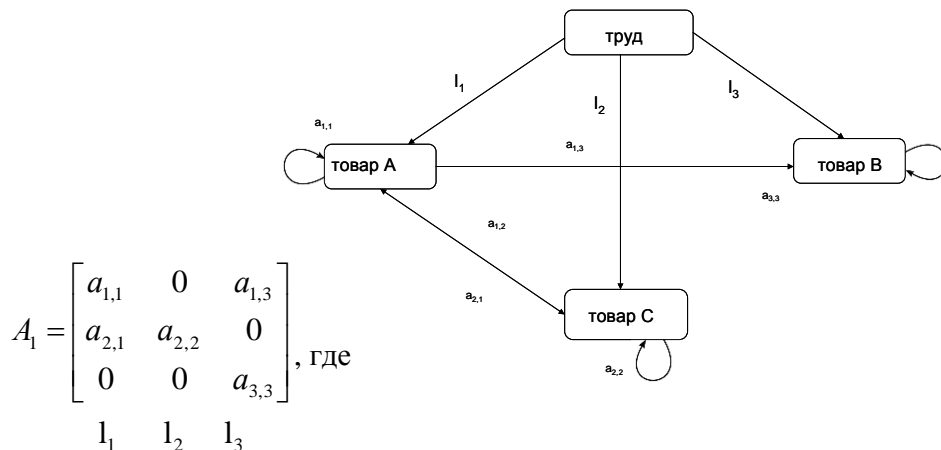 труд
l₁
l₂
l₃
a₁,₁
товар A
a₁,₃
товар B
a₃,₃
a₁,₂
a₂,₁
товар C
a₂,₂
A₁ = [a₁,₁ 0 a₁,₃
a₂,₁ a₂,₂ 0
0 0 a₃,₃], где
l₁ l₂ l₃